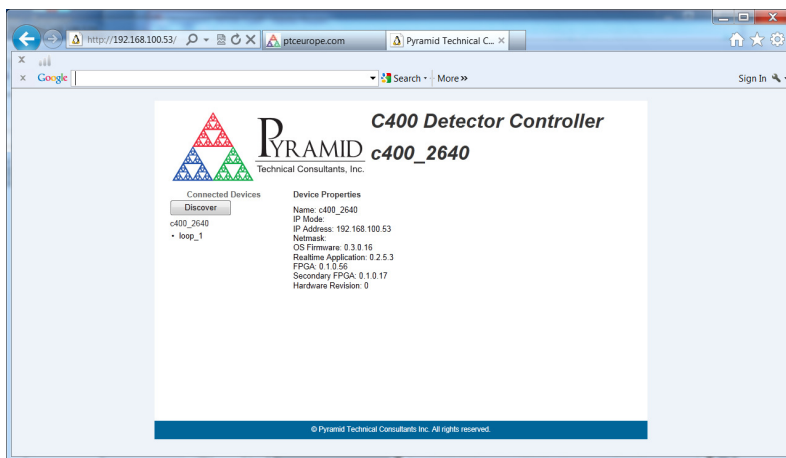 http://192.168.100.53/
ptceurope.com
Pyramid Technical C...
x
x Google
Search
More »
Sign In
PYRAMID
Technical Consultants, Inc.
C400 Detector Controller
c400_2640
Connected Devices
Discover
c400_2640
• loop_1
Device Properties
Name: c400_2640
IP Mode:
IP Address: 192.168.100.53
Netmask:
OS Firmware: 0.3.0.16
Realtime Application: 0.2.5.3
FPGA: 0.1.0.56
Secondary FPGA: 0.1.0.17
Hardware Revision: 0
© Pyramid Technical Consultants Inc. All rights reserved.